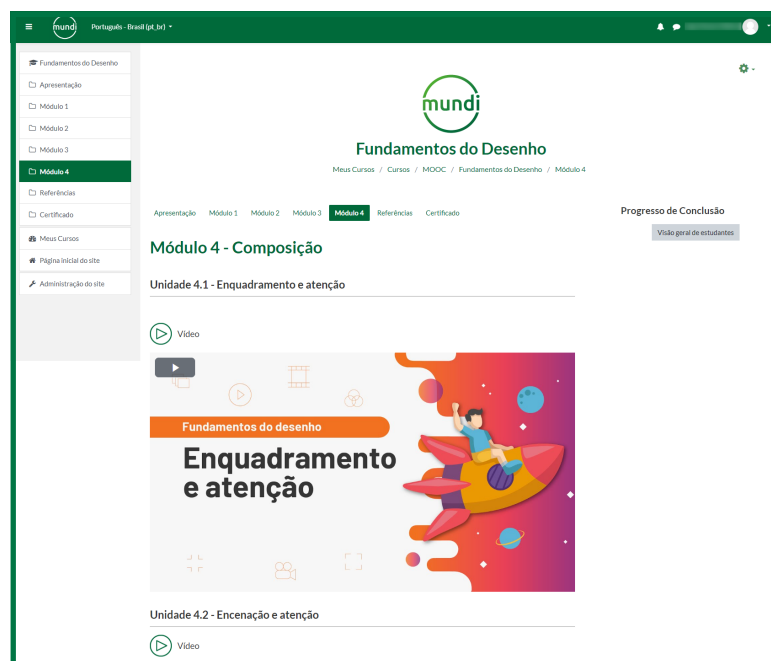 mundi
Português - Brasil (pt_br)
Fundamentos do Desenho
Apresentação
Módulo 1
Módulo 2
Módulo 3
Módulo 4
Referências
Certificado
Meus Cursos
Página inicial do site
Administração do site
mundi
Fundamentos do Desenho
Meus Cursos / Cursos / MOOC / Fundamentos do Desenho / Módulo 4
Apresentação Módulo 1 Módulo 2 Módulo 3 Módulo 4 Referências Certificado
Módulo 4 - Composição
Unidade 4.1 - Enquadramento e atenção
Vídeo
Fundamentos do desenho
Enquadramento
e atenção
Unidade 4.2 - Encenação e atenção
Vídeo
Progresso de Conclusão
Visão geral de estudantes